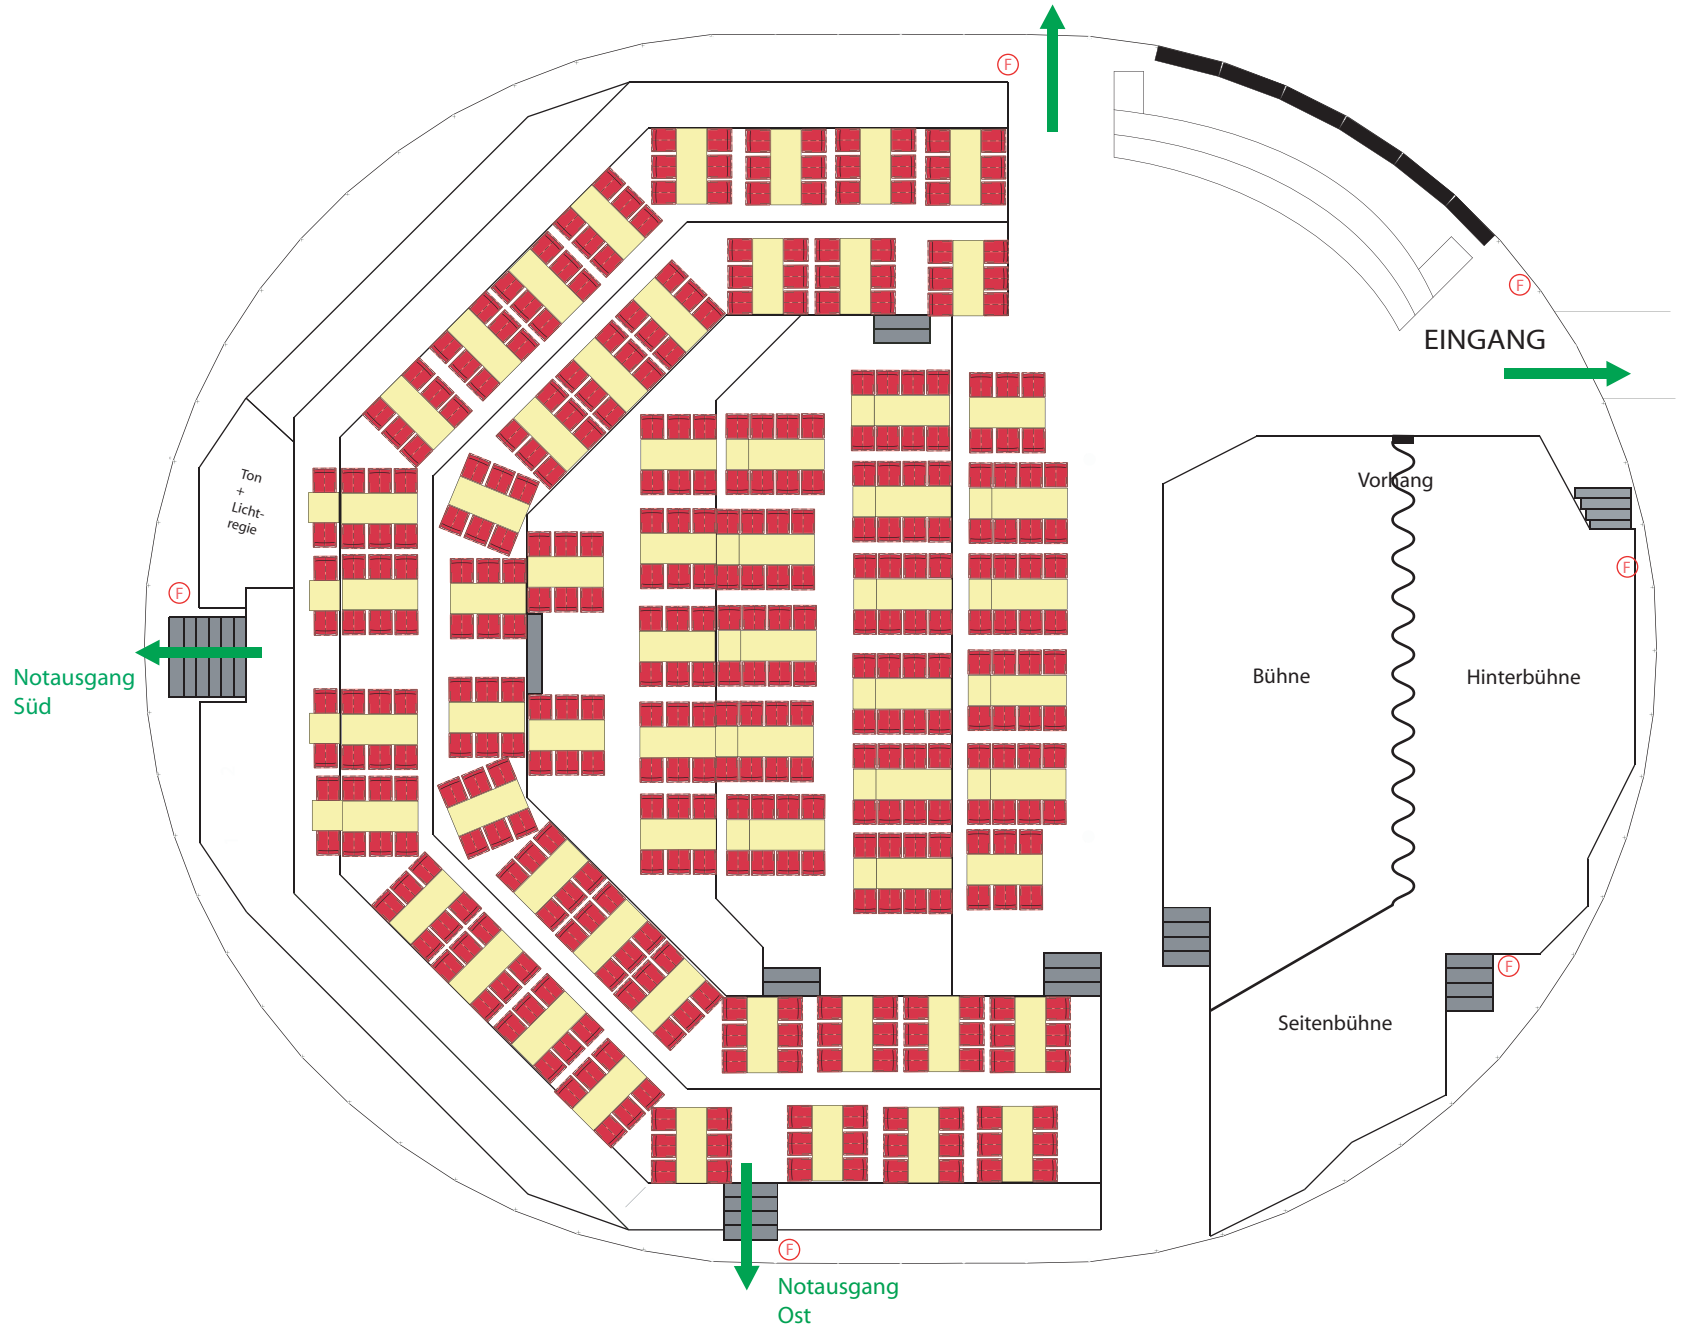 F
F
EINGANG
Vorhang
Ton
+
Licht-
regie
F
F
Notausgang
Süd
Bühne
Hinterbühne
F
Seitenbühne
F
Notausgang
Ost